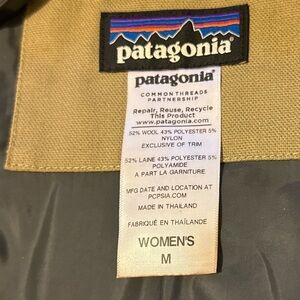 patagonia®
patagonia®
COMMON THREADS
PARTNERSHIP
Repair, Reuse, Recycle
This Product
www.patagonia.com
52% WOOL 43% POLYESTER 5%
NYLON
EXCLUSIVE OF TRIM
52% LAINE 43% POLYESTER 5%
POLYAMIDE
A PART LA GARNITURE
MFG DATE AND LOCATION AT
PCPSIA.COM
MADE IN THAILAND
FABRIQUÉ EN THAÏLANDE
WOMEN'S
M